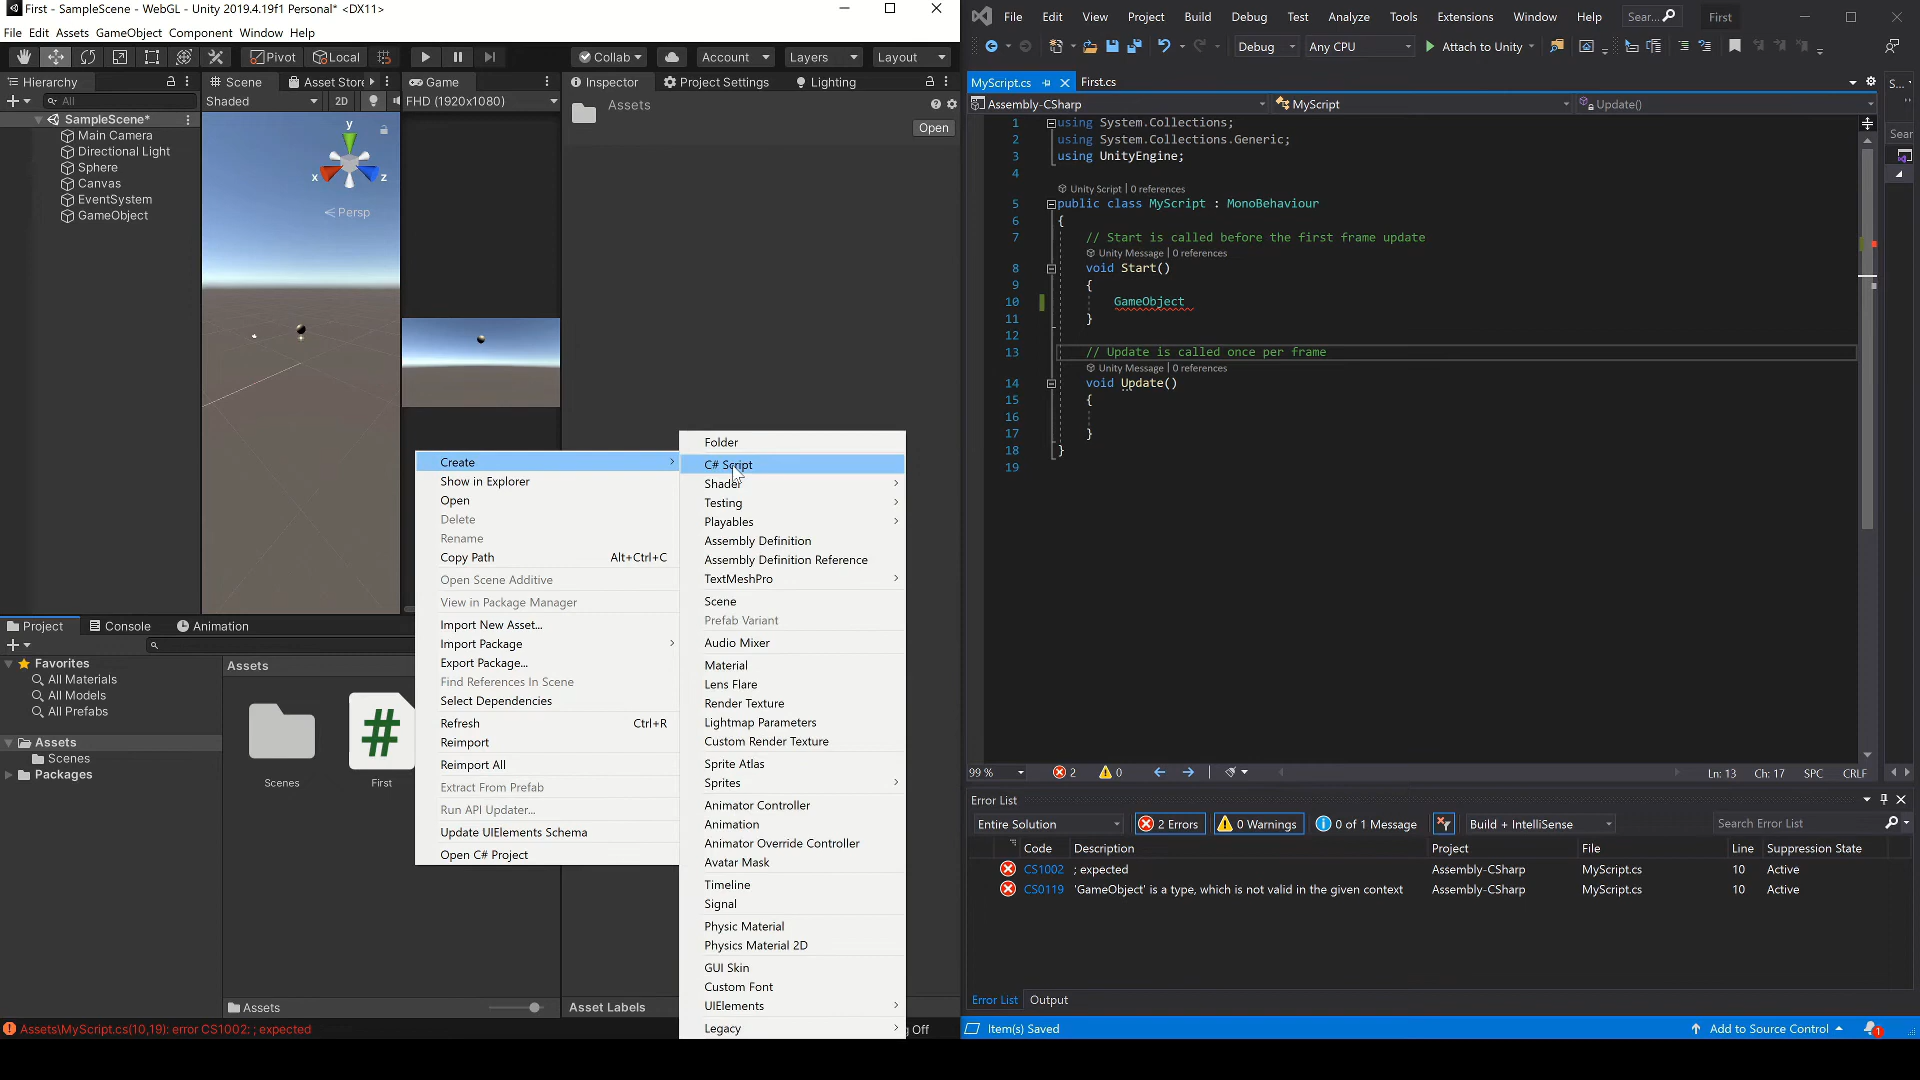 First - SampleScene - WebGL - Unity 2019.4.19f1 Personal* <DX11>
File Edit Assets GameObject Component Window Help
Pivot Local Collab Account Layers Layout
Hierarchy
All
SampleScene*
Main Camera
Directional Light
Sphere
Canvas
EventSystem
GameObject
Scene Asset Store Game
Shaded 2D FHD (1920x1080)
y
x z
Persp
Inspector Project Settings Lighting
Assets
Open
Create
Show in Explorer
Open
Delete
Rename
Copy Path Alt+Ctrl+C
Open Scene Additive
View in Package Manager
Import New Asset...
Import Package
Export Package...
Find References In Scene
Select Dependencies
Refresh Ctrl+R
Reimport
Reimport All
Extract From Prefab
Run API Updater...
Update UIElements Schema
Open C# Project
Folder
C# Script
Shader
Testing
Playables
Assembly Definition
Assembly Definition Reference
TextMeshPro
Scene
Prefab Variant
Audio Mixer
Material
Lens Flare
Render Texture
Lightmap Parameters
Custom Render Texture
Sprite Atlas
Sprites
Animator Controller
Animation
Animator Override Controller
Avatar Mask
Timeline
Signal
Physic Material
Physics Material 2D
GUI Skin
Custom Font
UIElements
Legacy
Project Console Animation
Favorites
All Materials
All Models
All Prefabs
Assets
Scenes
Packages
Assets
Scenes
#
First
Assets
Asset Labels
Assets\MyScript.cs(10,19): error CS1002: ; expected
Off
File Edit View Project Build Debug Test Analyze Tools Extensions Window Help Sear... First
Debug Any CPU Attach to Unity
MyScript.cs First.cs
Assembly-CSharp MyScript Update()
S...
Sear
1 using System.Collections;
2 using System.Collections.Generic;
3 using UnityEngine;
4
Unity Script | 0 references
5 public class MyScript : MonoBehaviour
6 {
7 // Start is called before the first frame update
Unity Message | 0 references
8 void Start()
9 {
10 GameObject
11 }
12
13 // Update is called once per frame
Unity Message | 0 references
14 void Update()
15 {
16
17 }
18 }
19
99 % 2 0 Ln: 13 Ch: 17 SPC CRLF
Error List
Entire Solution 2 Errors 0 Warnings 0 of 1 Message Build + IntelliSense Search Error List
Code Description Project File Line Suppression State
CS1002 ; expected Assembly-CSharp MyScript.cs 10 Active
CS0119 'GameObject' is a type, which is not valid in the given context Assembly-CSharp MyScript.cs 10 Active
Error List Output
Item(s) Saved Add to Source Control 1